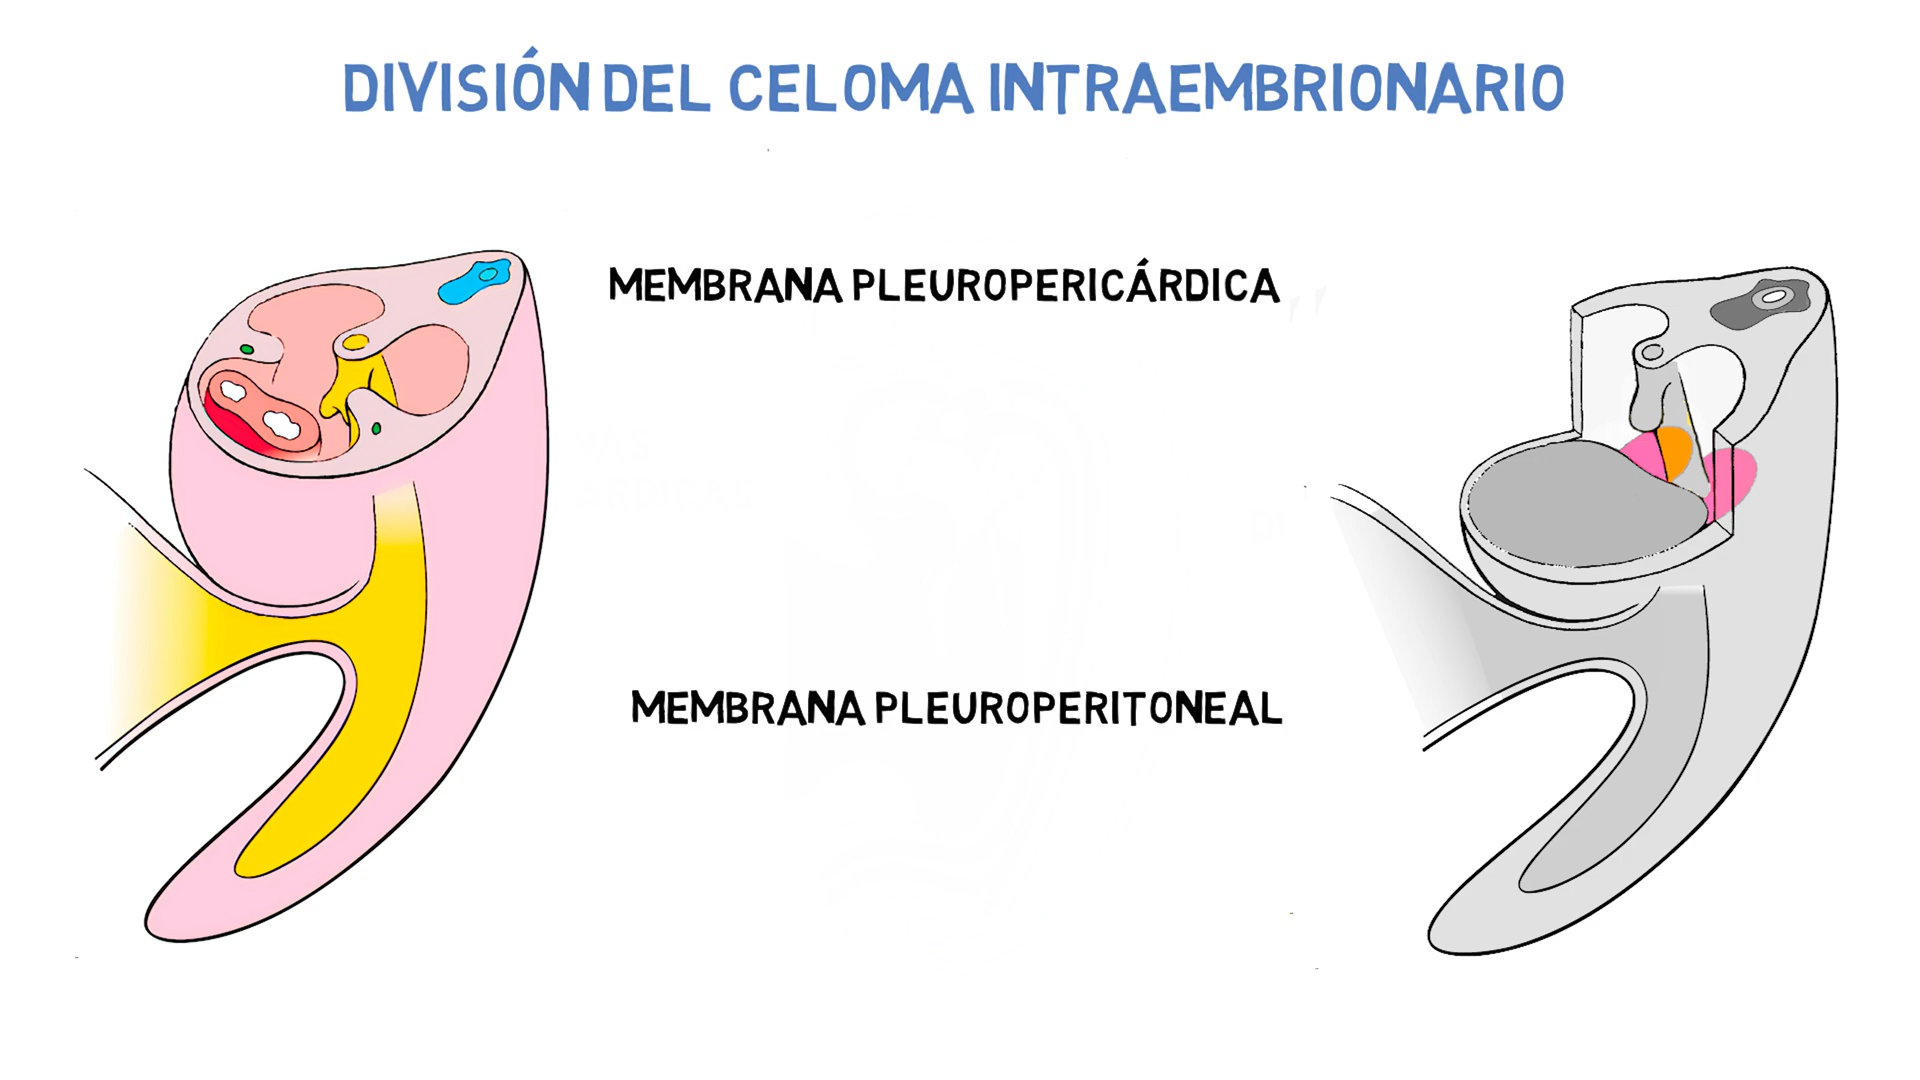 DIVISIÓN DEL CELOMA INTRAEMBRIONARIO
MEMBRANA PLEUROPERICÁRDICA
MEMBRANA PLEUROPERITONEAL